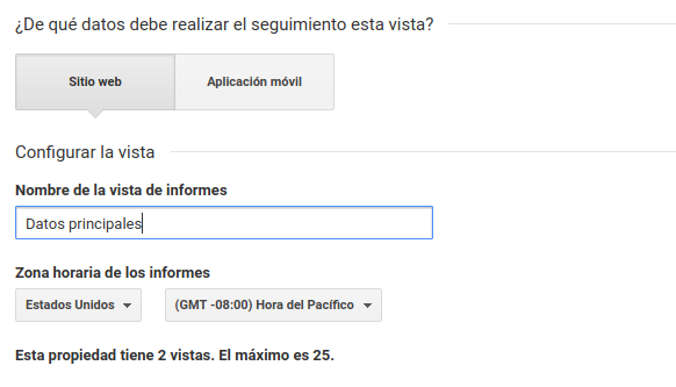 ¿De qué datos debe realizar el seguimiento esta vista?
Sitio web Aplicación móvil
Configurar la vista
Nombre de la vista de informes
Datos principales
Zona horaria de los informes
Estados Unidos (GMT -08:00) Hora del Pacífico
Esta propiedad tiene 2 vistas. El máximo es 25.